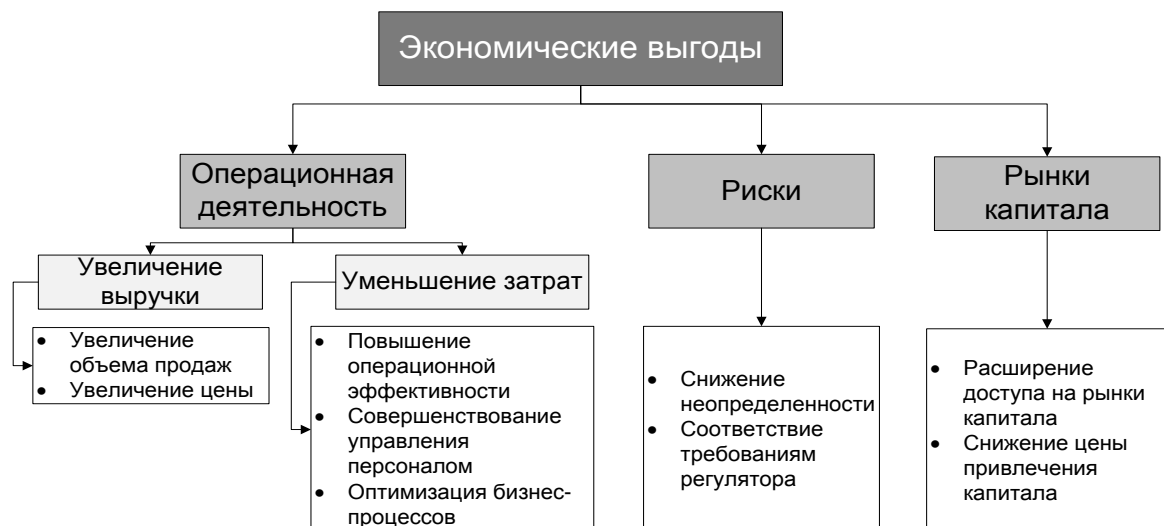 Экономические выгоды
Операционная
деятельность
Риски
Рынки
капитала
Увеличение
выручки
Уменьшение затрат
• Увеличение
объема продаж
• Увеличение цены
• Повышение
операционной
эффективности
• Совершенствование
управления
персоналом
• Оптимизация бизнес-
процессов
• Снижение
неопределенности
• Соответствие
требованиям
регулятора
• Расширение
доступа на рынки
капитала
• Снижение цены
привлечения
капитала